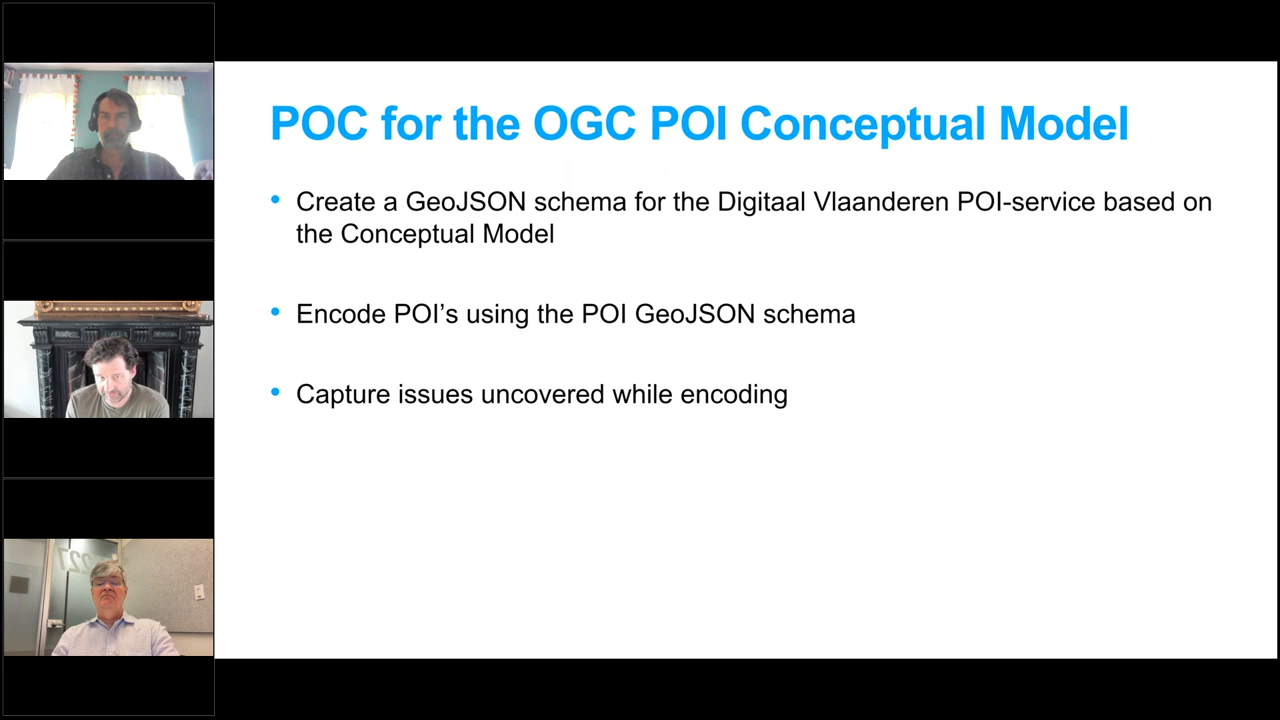 POC for the OGC POI Conceptual Model
• Create a GeoJSON schema for the Digitaal Vlaanderen POI-service based on
the Conceptual Model
• Encode POI’s using the POI GeoJSON schema
• Capture issues uncovered while encoding
227